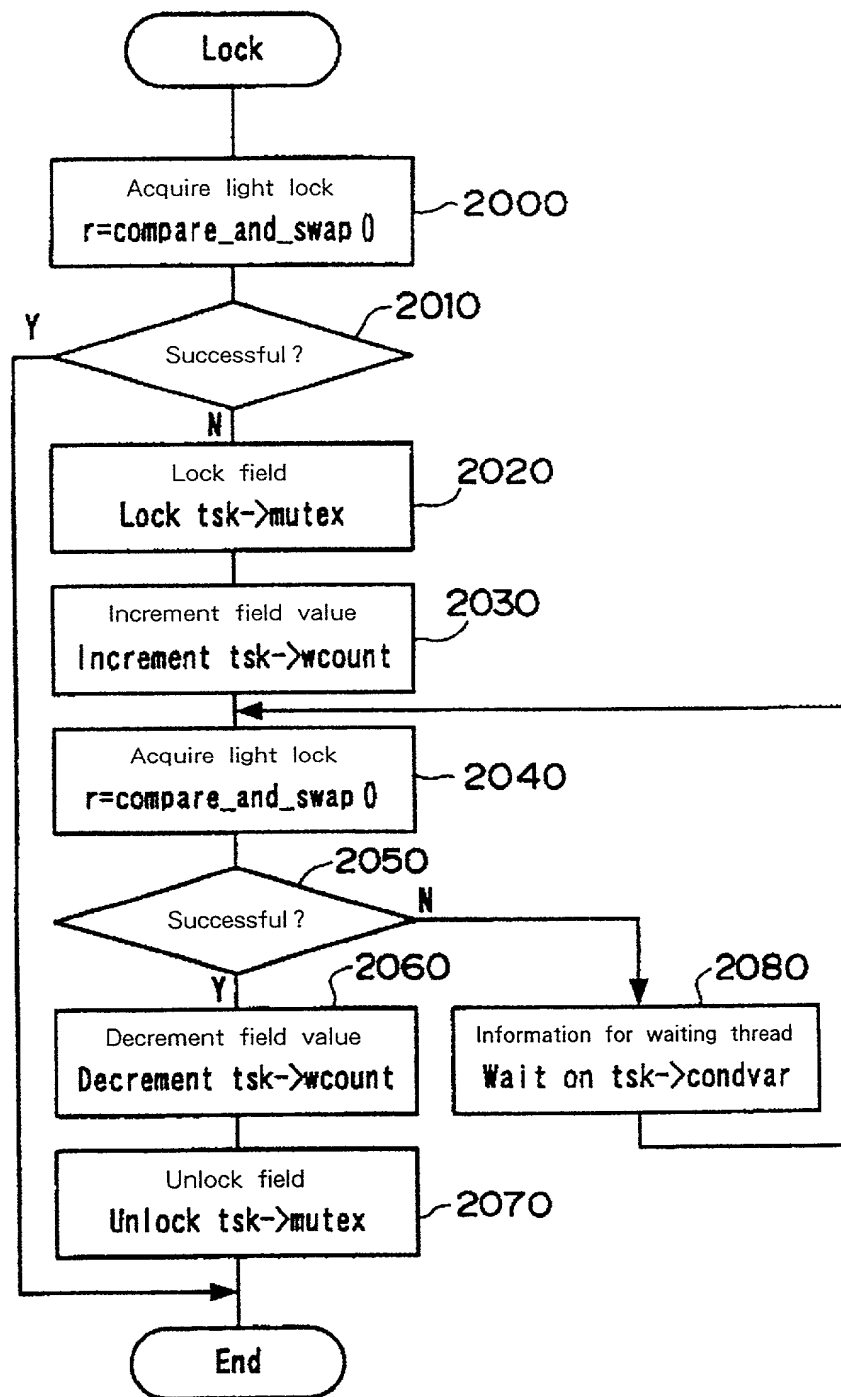 Lock
Acquire light lock
r=compare_and_swap()
2000
2010
Y
Successful?
N
Lock field
Lock tsk->mutex
2020
Increment field value
Increment tsk->wcount
2030
Acquire light lock
r=compare_and_swap()
2040
2050
Successful?
N
Y
2060
Decrement field value
Decrement tsk->wcount
2080
Information for waiting thread
Wait on tsk->condvar
Unlock field
Unlock tsk->mutex
2070
End